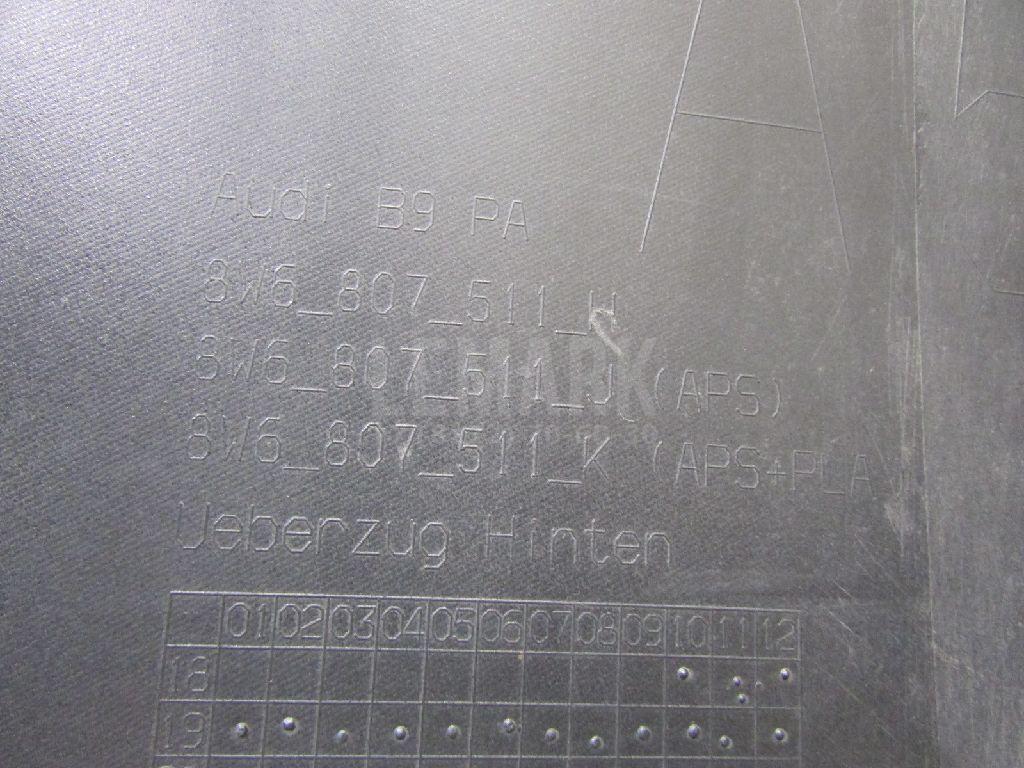 Audi B9 PA
8W6_807_511_H
8W6_807_511_J (APS)
8W6_807_511_K (APS+PLA)
Ueberzug Hinten
01 02 03 04 05 06 07 08 09 10 11 12
18
19